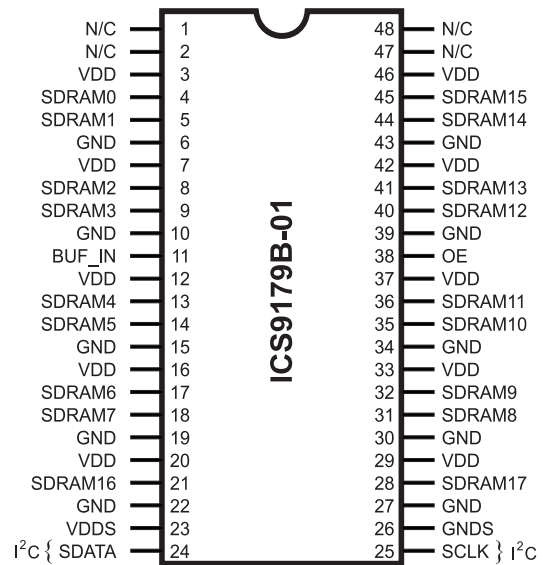 N/C 1 48 N/C
N/C 2 47 N/C
VDD 3 46 VDD
SDRAM0 4 45 SDRAM15
SDRAM1 5 44 SDRAM14
GND 6 43 GND
VDD 7 42 VDD
SDRAM2 8 41 SDRAM13
SDRAM3 9 40 SDRAM12
GND 10 39 GND
BUF_IN 11 38 OE
VDD 12 37 VDD
SDRAM4 13 36 SDRAM11
SDRAM5 14 35 SDRAM10
GND 15 34 GND
VDD 16 33 VDD
SDRAM6 17 32 SDRAM9
SDRAM7 18 31 SDRAM8
GND 19 30 GND
VDD 20 29 VDD
SDRAM16 21 28 SDRAM17
GND 22 27 GND
VDDS 23 26 GNDS
I²C { SDATA 24 25 SCLK } I²C
ICS9179B-01